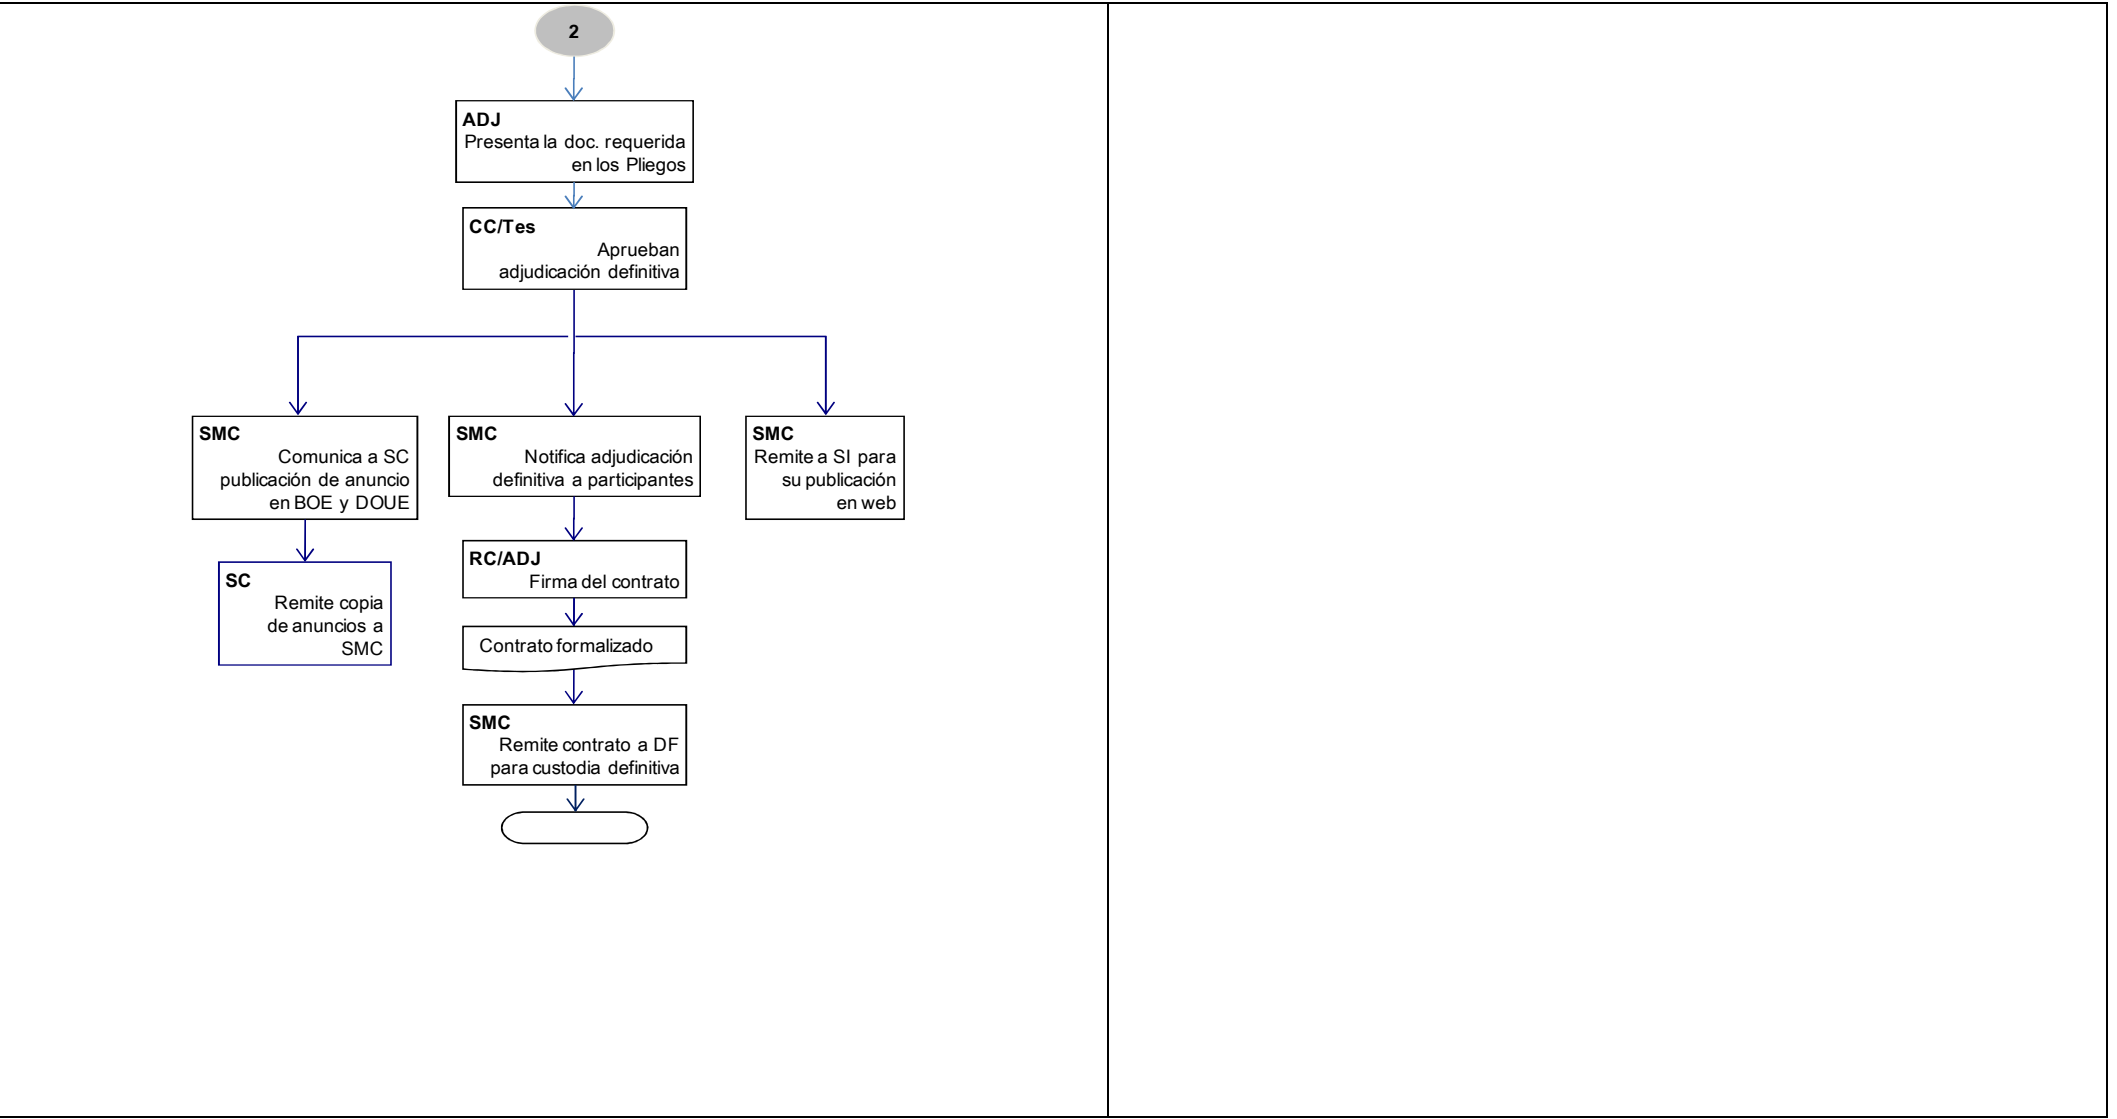 2
ADJ
Presenta la doc. requerida
en los Pliegos
CC/Tes
Aprueban
adjudicación definitiva
SMC
Comunica a SC
publicación de anuncio
en BOE y DOUE
SMC
Notifica adjudicación
definitiva a participantes
SMC
Remite a SI para
su publicación
en web
SC
Remite copia
de anuncios a
SMC
RC/ADJ
Firma del contrato
Contrato formalizado
SMC
Remite contrato a DF
para custodia definitiva